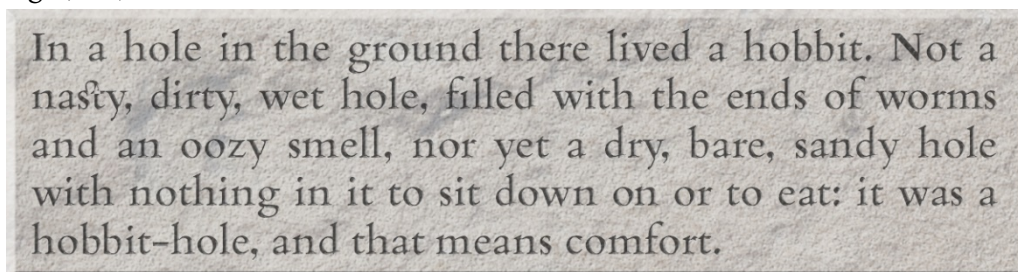 In a hole in the ground there lived a hobbit. Not a
nasty, dirty, wet hole, filled with the ends of worms
and an oozy smell, nor yet a dry, bare, sandy hole
with nothing in it to sit down on or to eat: it was a
hobbit-hole, and that means comfort.